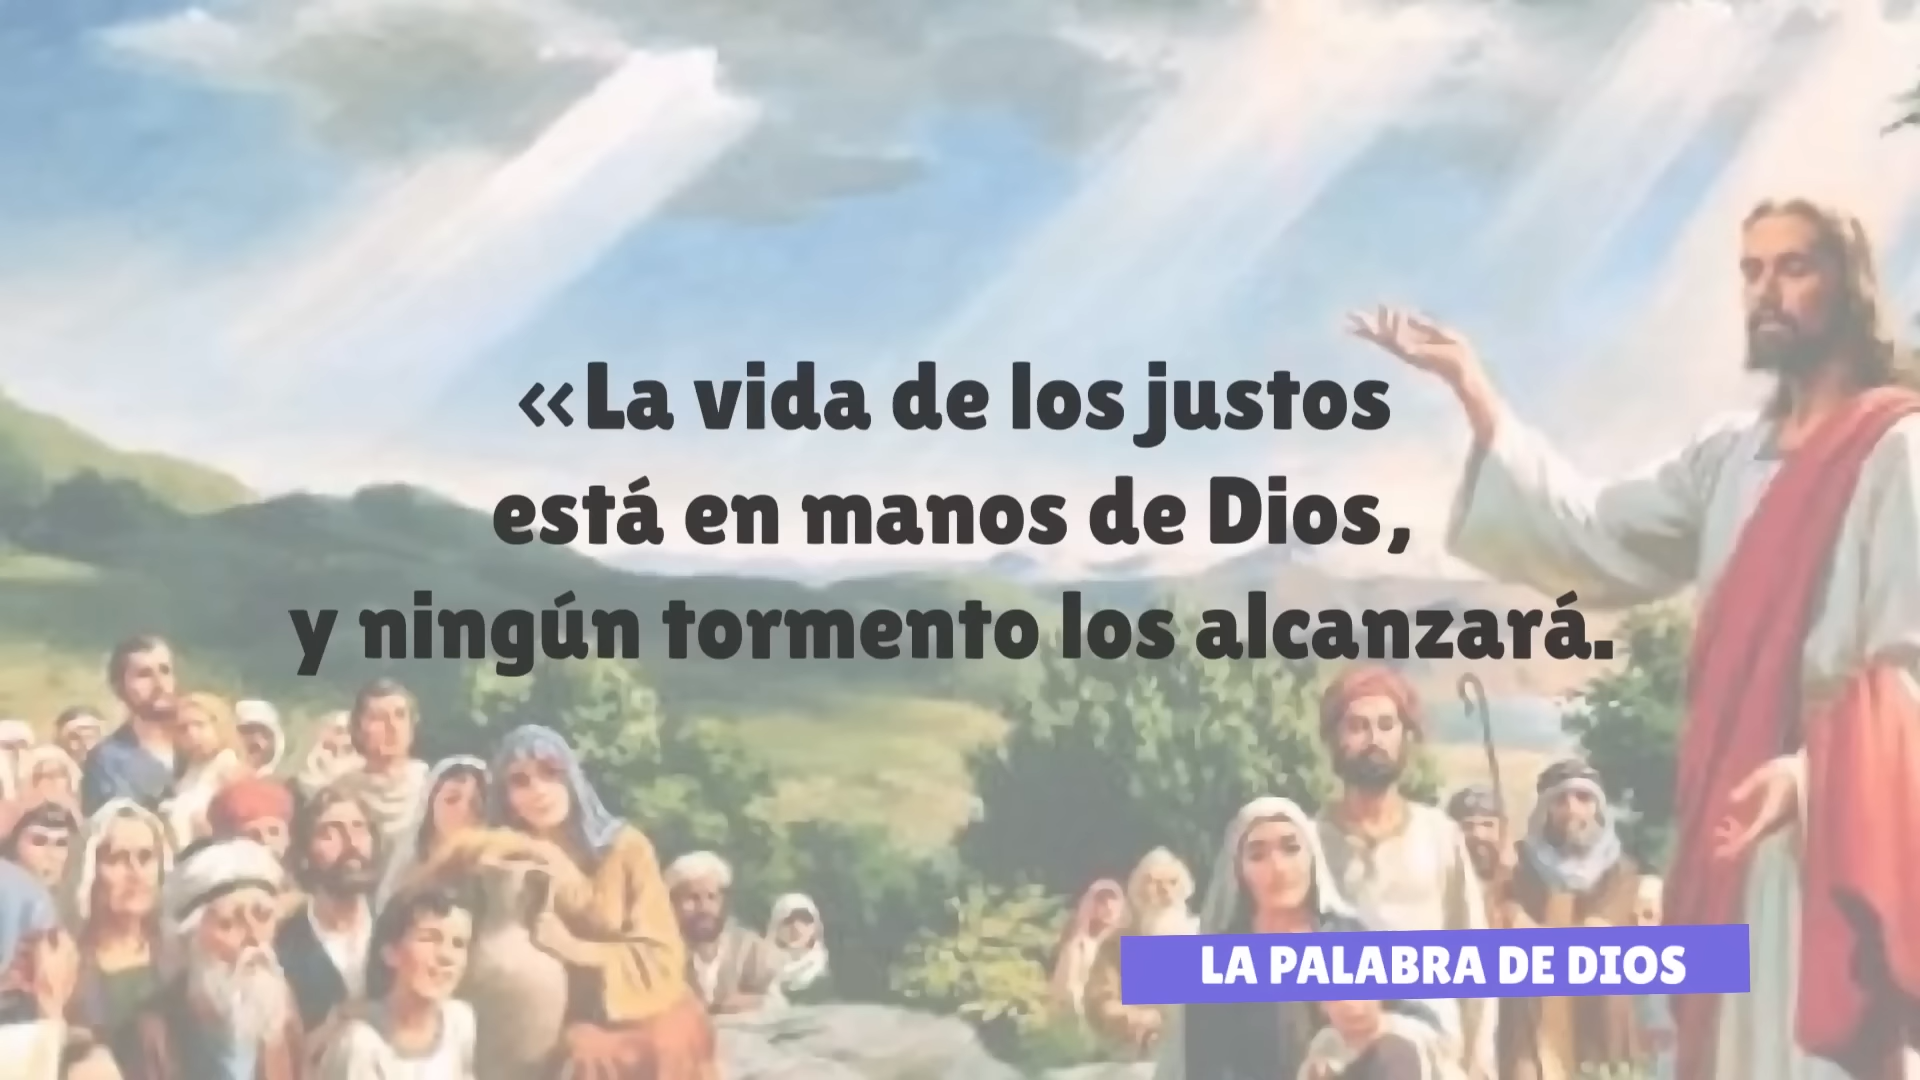 «La vida de los justos
está en manos de Dios,
y ningún tormento los alcanzará.
LA PALABRA DE DIOS